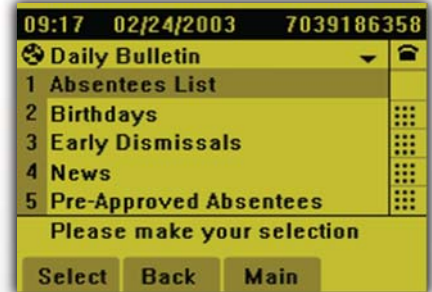 09:17 02/24/2003 7039186358
Daily Bulletin
1 Absentees List
2 Birthdays
3 Early Dismissals
4 News
5 Pre-Approved Absentees
Please make your selection
Select Back Main